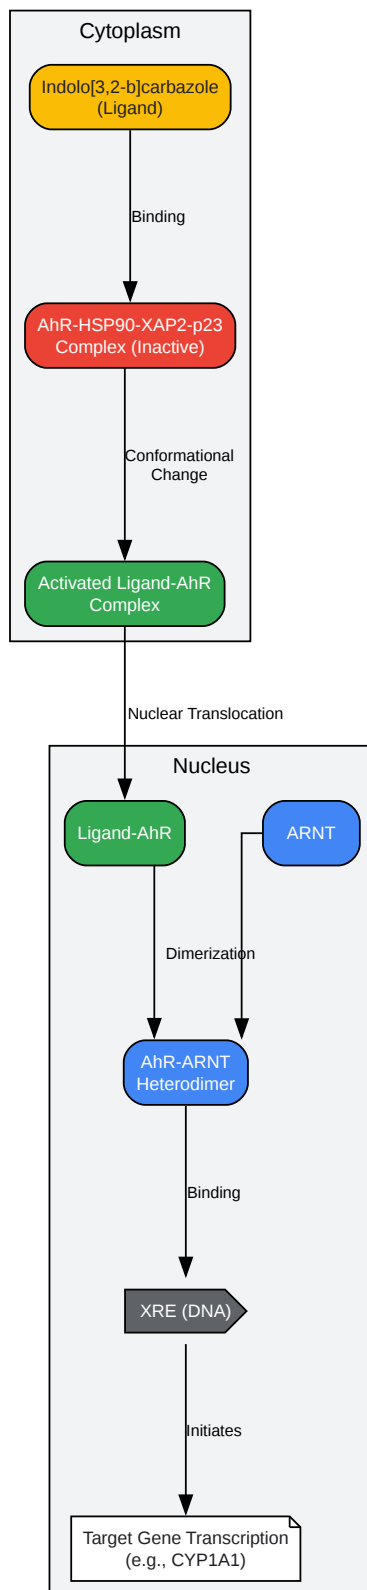 Cytoplasm
Indolo[3,2-b]carbazole
(Ligand)
Binding
AhR-HSP90-XAP2-p23
Complex (Inactive)
Conformational
Change
Activated Ligand-AhR
Complex
Nuclear Translocation
Nucleus
Ligand-AhR
ARNT
Dimerization
AhR-ARNT
Heterodimer
Binding
XRE (DNA)
Initiates
Target Gene Transcription
(e.g., CYP1A1)